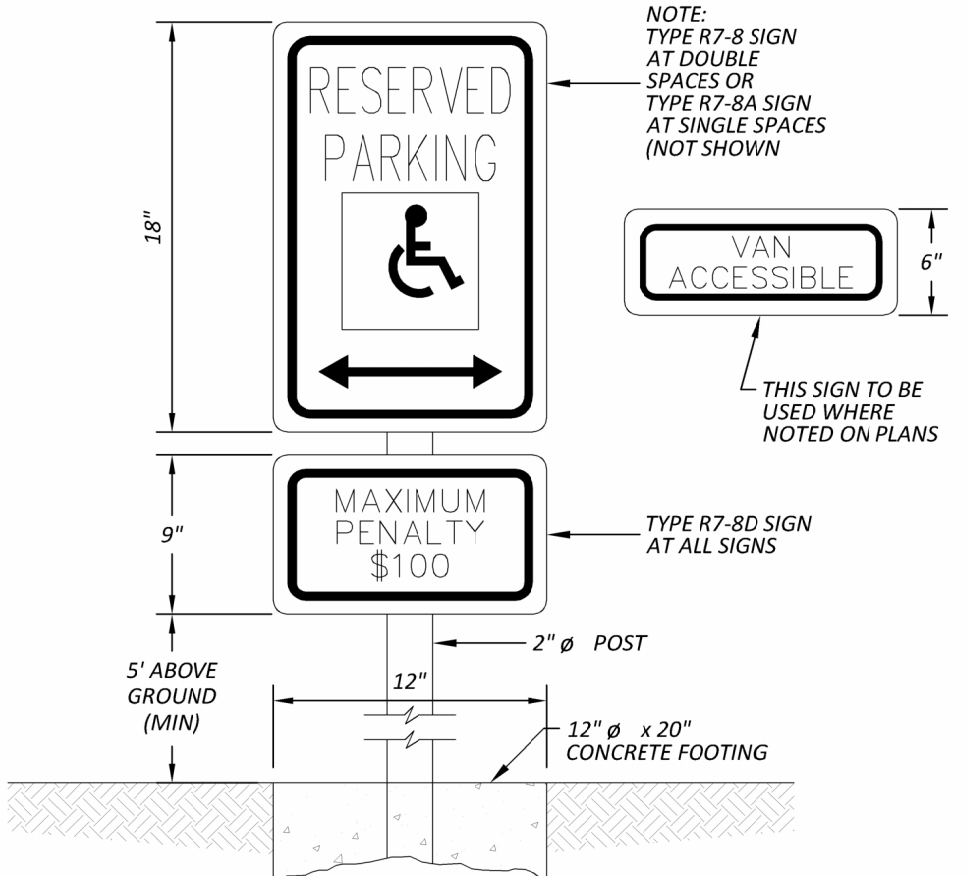 NOTE:
TYPE R7-8 SIGN
AT DOUBLE
SPACES OR
TYPE R7-8A SIGN
AT SINGLE SPACES
(NOT SHOWN
RESERVED
PARKING
18"
VAN
ACCESSIBLE
6"
THIS SIGN TO BE
USED WHERE
NOTED ON PLANS
MAXIMUM
PENALTY
$100
9"
TYPE R7-8D SIGN
AT ALL SIGNS
2" ø POST
5' ABOVE
GROUND
(MIN)
12"
12" ø x 20"
CONCRETE FOOTING